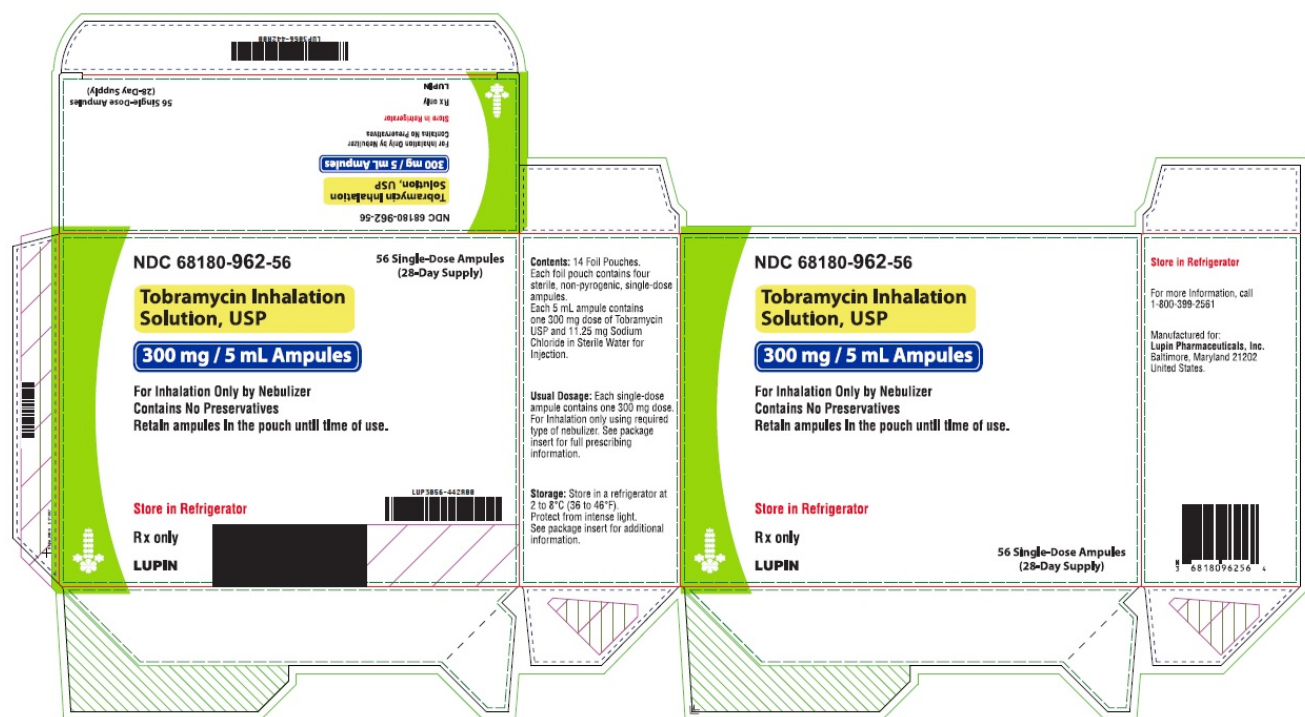 LUP3056-442R00
56 Single-Dose Ampules
(28-Day Supply)
NDC 68180-962-56
Tobramycin Inhalation
Solution, USP
300 mg / 5 mL Ampules
For Inhalation Only by Nebulizer
Contains No Preservatives
Store in Refrigerator
Rx only
LUPIN
NDC 68180-962-56
56 Single-Dose Ampules
(28-Day Supply)
Tobramycin Inhalation
Solution, USP
300 mg / 5 mL Ampules
For Inhalation Only by Nebulizer
Contains No Preservatives
Retain ampules in the pouch until time of use.
Store in Refrigerator
LUP3056-442R00
Rx only
LUPIN
Contents: 14 Foil Pouches.
Each foil pouch contains four
sterile, non-pyrogenic, single-dose
ampules.
Each 5 mL ampule contains
one 300 mg dose of Tobramycin
USP and 11.25 mg Sodium
Chloride in Sterile Water for
Injection.
Usual Dosage: Each single-dose
ampule contains one 300 mg dose.
For Inhalation only using required
type of nebulizer. See package
insert for full prescribing
information.
Storage: Store in a refrigerator at
2 to 8°C (36 to 46°F).
Protect from intense light.
See package insert for additional
information.
NDC 68180-962-56
Tobramycin Inhalation
Solution, USP
300 mg / 5 mL Ampules
For Inhalation Only by Nebulizer
Contains No Preservatives
Retain ampules in the pouch until time of use.
Store in Refrigerator
Rx only
LUPIN
56 Single-Dose Ampules
(28-Day Supply)
Store in Refrigerator
For more Information, call
1-800-399-2561
Manufactured for:
Lupin Pharmaceuticals, Inc.
Baltimore, Maryland 21202
United States.
3 6818096256 4